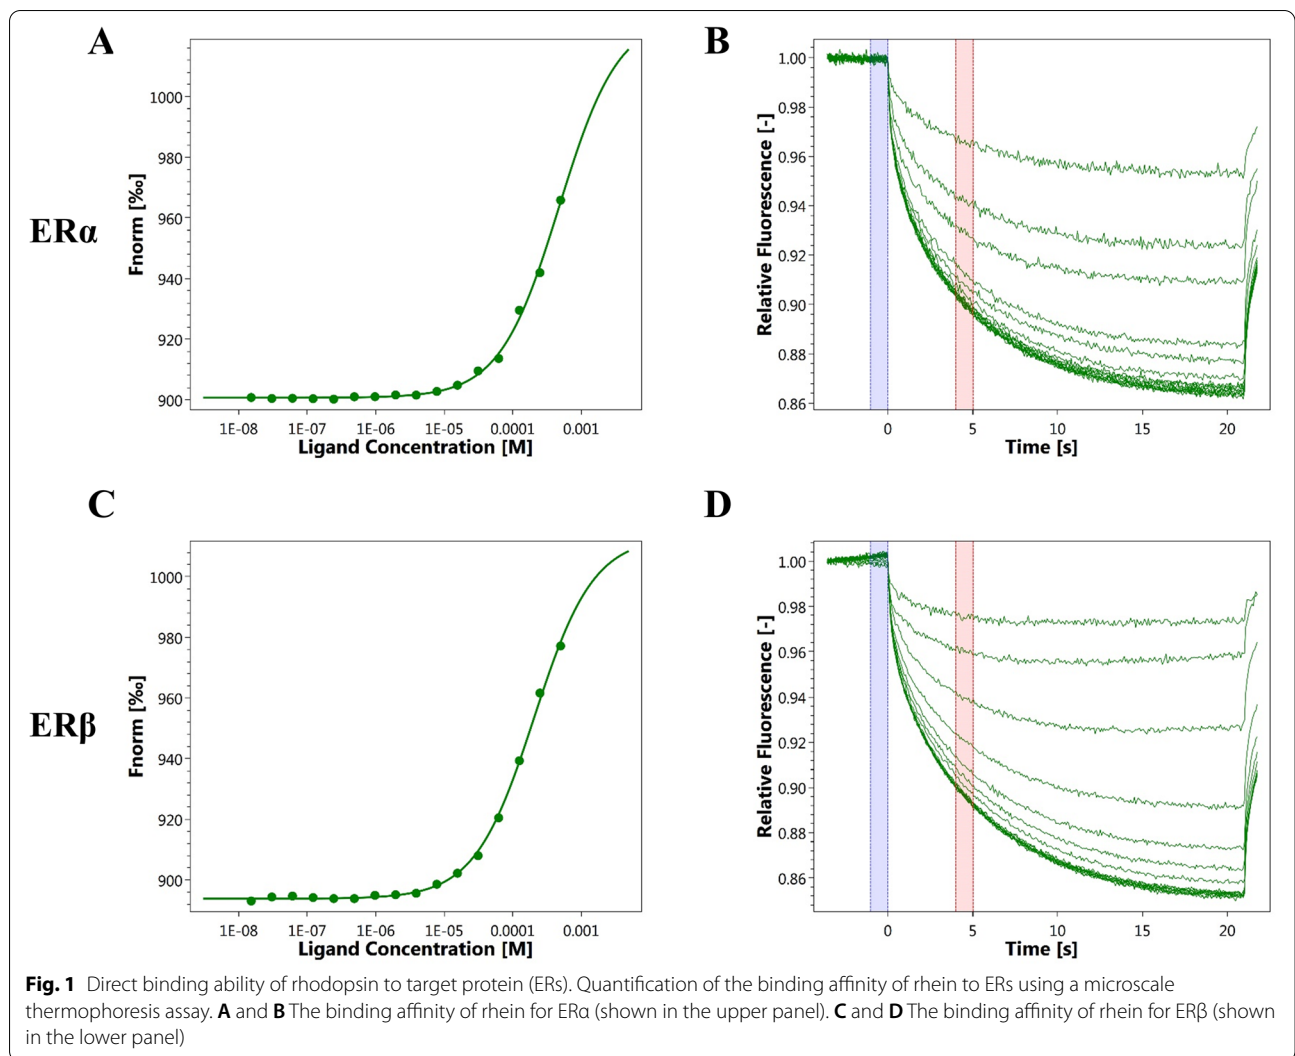 A
B
ERα
Fnorm [‰]
1000
980
960
940
920
900
1E-08 1E-07 1E-06 1E-05 0.0001 0.001
Ligand Concentration [M]
Relative Fluorescence [-]
1.00
0.98
0.96
0.94
0.92
0.90
0.88
0.86
0 5 10 15 20
Time [s]
C
D
ERβ
Fnorm [‰]
1000
980
960
940
920
900
1E-08 1E-07 1E-06 1E-05 0.0001 0.001
Ligand Concentration [M]
Relative Fluorescence [-]
1.00
0.98
0.96
0.94
0.92
0.90
0.88
0.86
0 5 10 15 20
Time [s]
Fig. 1 Direct binding ability of rhodopsin to target protein (ERs). Quantification of the binding affinity of rhein to ERs using a microscale
thermophoresis assay. A and B The binding affinity of rhein for ERα (shown in the upper panel). C and D The binding affinity of rhein for ERβ (shown
in the lower panel)